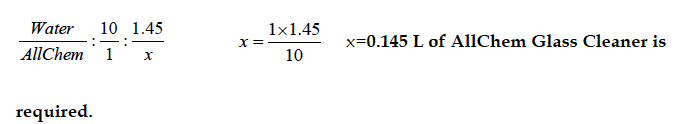 Water/AllChem : 10/1 : 1.45/x x = 1×1.45/10 x=0.145 L of AllChem Glass Cleaner is
required.